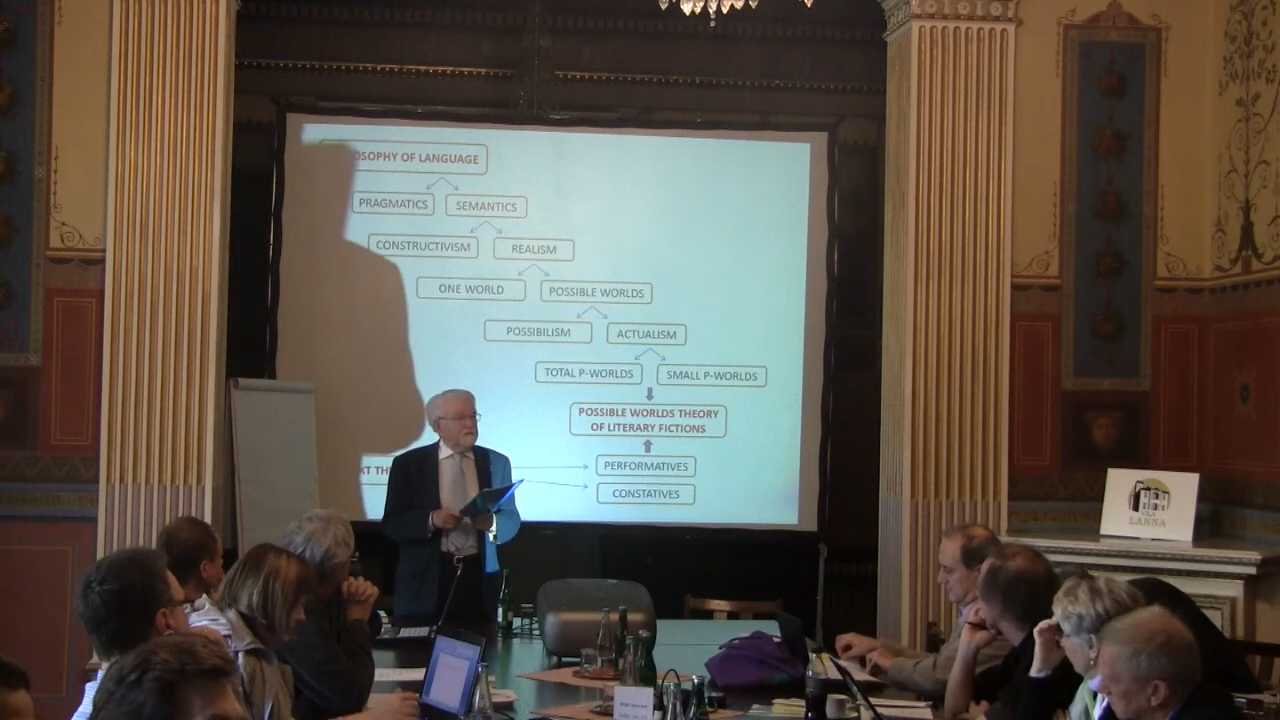 OSOPHY OF LANGUAGE
PRAGMATICS
SEMANTICS
CONSTRUCTIVISM
REALISM
ONE WORLD
POSSIBLE WORLDS
POSSIBILISM
ACTUALISM
TOTAL P-WORLDS
SMALL P-WORLDS
POSSIBLE WORLDS THEORY
OF LITERARY FICTIONS
PERFORMATIVES
CONSTATIVES
VILA
LANNA